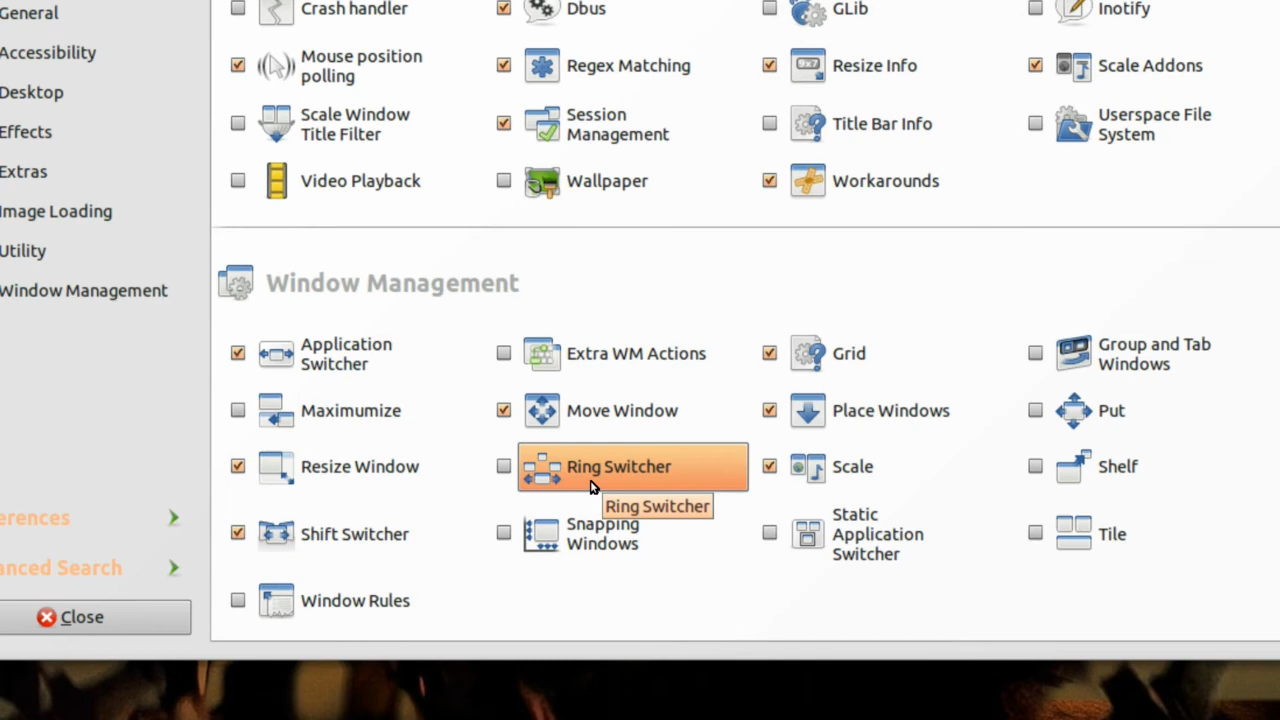 General
Accessibility
Desktop
Effects
Extras
Image Loading
Utility
Window Management
erences
anced Search
Close
Crash handler
Dbus
GLib
Inotify
Mouse position
polling
Regex Matching
Resize Info
Scale Addons
Scale Window
Title Filter
Session
Management
Title Bar Info
Userspace File
System
Video Playback
Wallpaper
Workarounds
Window Management
Application
Switcher
Extra WM Actions
Grid
Group and Tab
Windows
Maximumize
Move Window
Place Windows
Put
Resize Window
Ring Switcher
Scale
Shelf
Ring Switcher
Shift Switcher
Snapping
Windows
Static
Application
Switcher
Tile
Window Rules